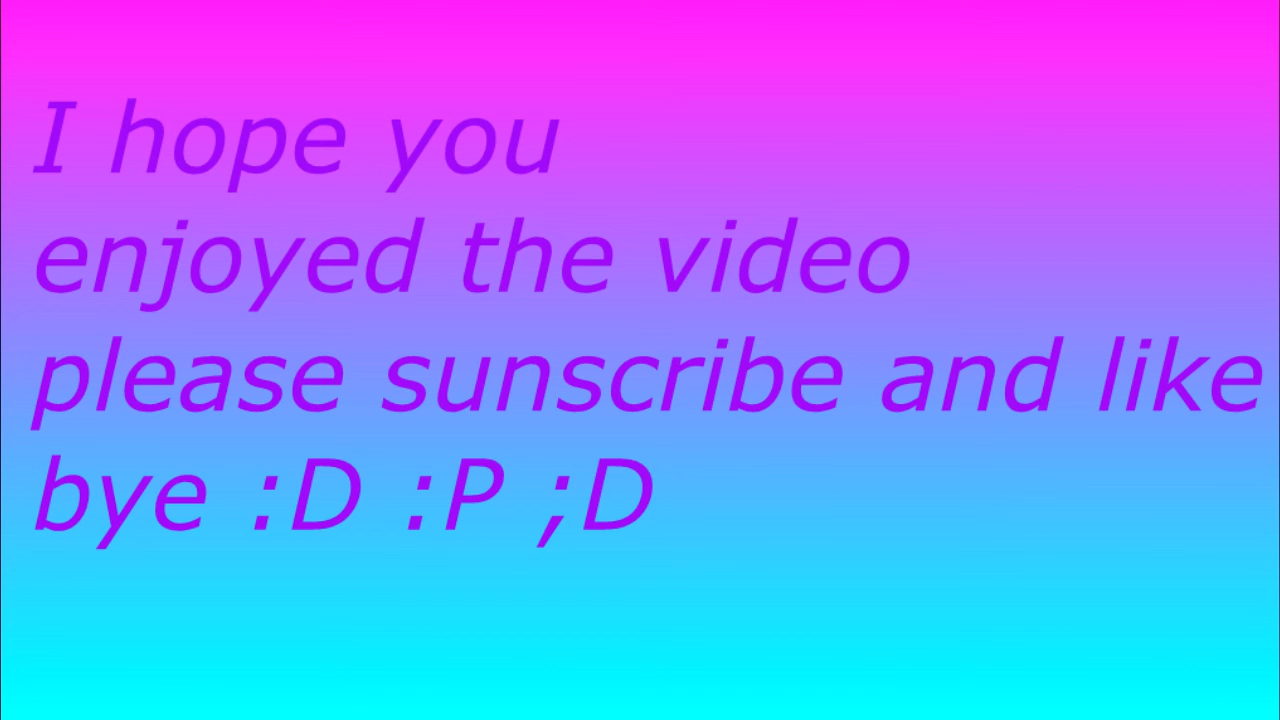 I hope you
enjoyed the video
please sunscribe and like
bye :D :P ;D